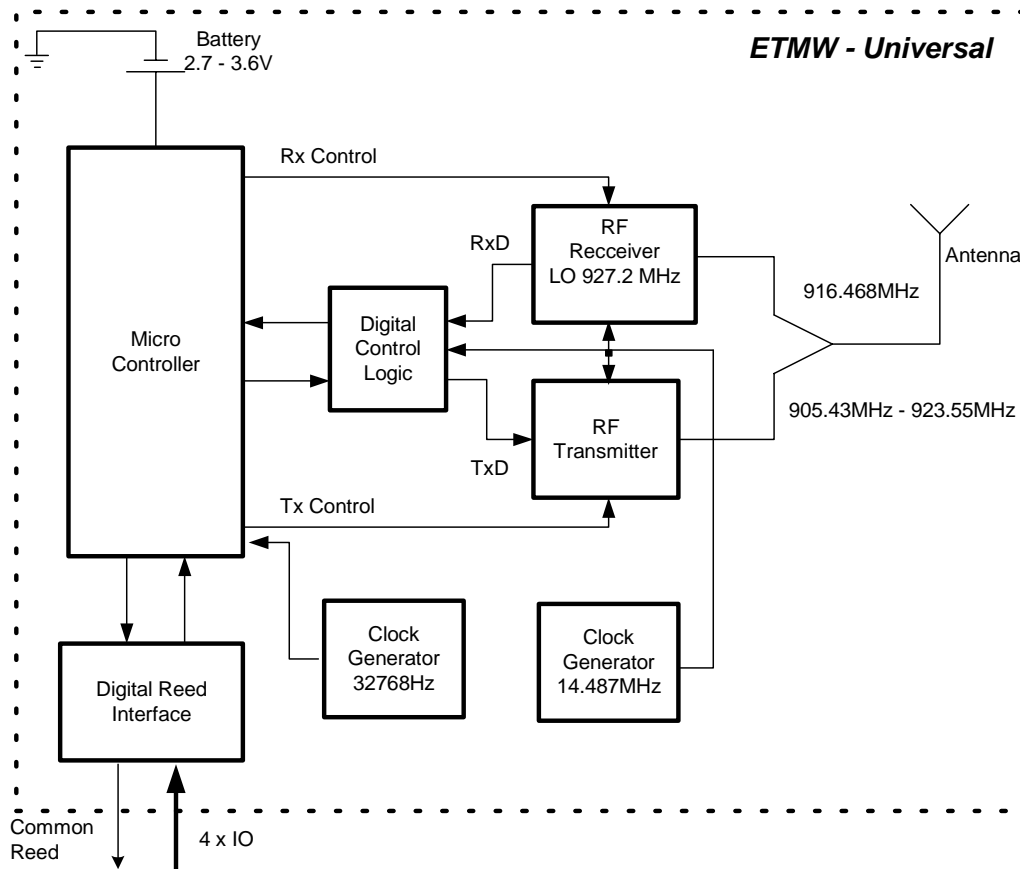 Battery
2.7 - 3.6V
ETMW - Universal
Rx Control
RF
Recceiver
LO 927.2 MHz
RxD
Antenna
916.468MHz
Digital
Control
Logic
Micro
Controller
905.43MHz - 923.55MHz
RF
Transmitter
TxD
Tx Control
Clock
Generator
32768Hz
Clock
Generator
14.487MHz
Digital Reed
Interface
Common
Reed
4 x IO